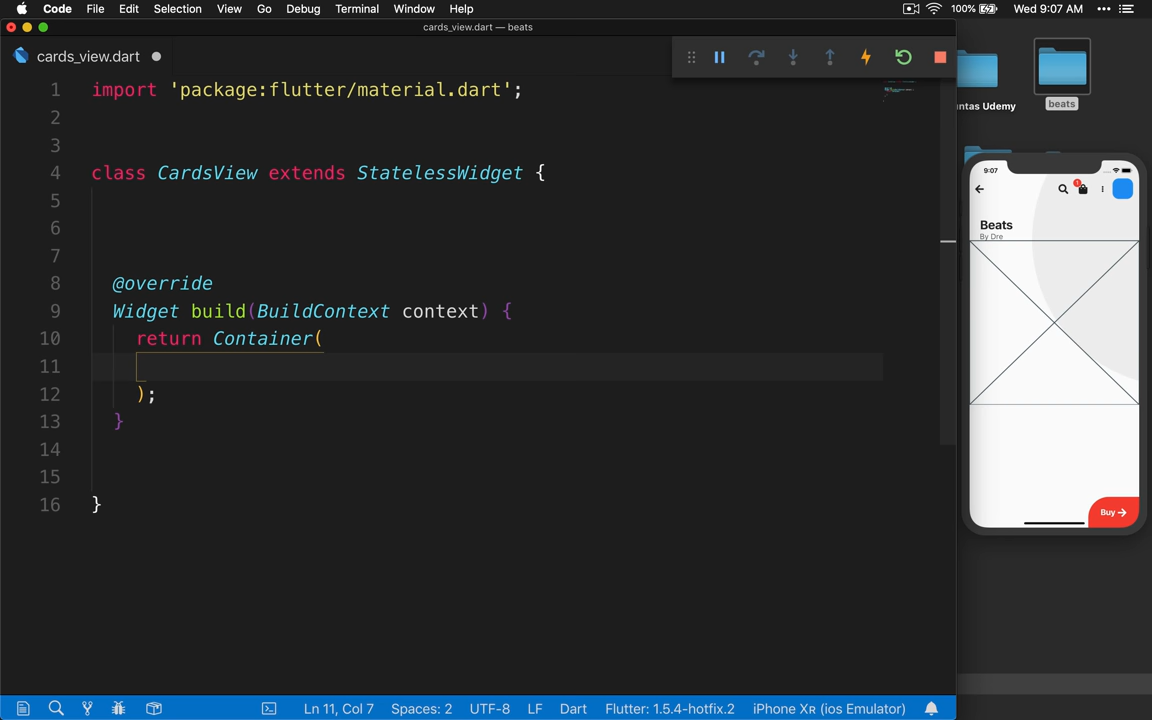 Code File Edit Selection View Go Debug Terminal Window Help 100% Wed 9:07 AM
cards_view.dart — beats
cards_view.dart
1 import 'package:flutter/material.dart';
2
3
4 class CardsView extends StatelessWidget {
5
6
7
8 @override
9 Widget build(BuildContext context) {
10 return Container(
11
12 );
13 }
14
15
16 }
Ln 11, Col 7 Spaces: 2 UTF-8 LF Dart Flutter: 1.5.4-hotfix.2 iPhone XR (ios Emulator)
Udemy
beats
9:07
1
Beats
By Dre
Buy